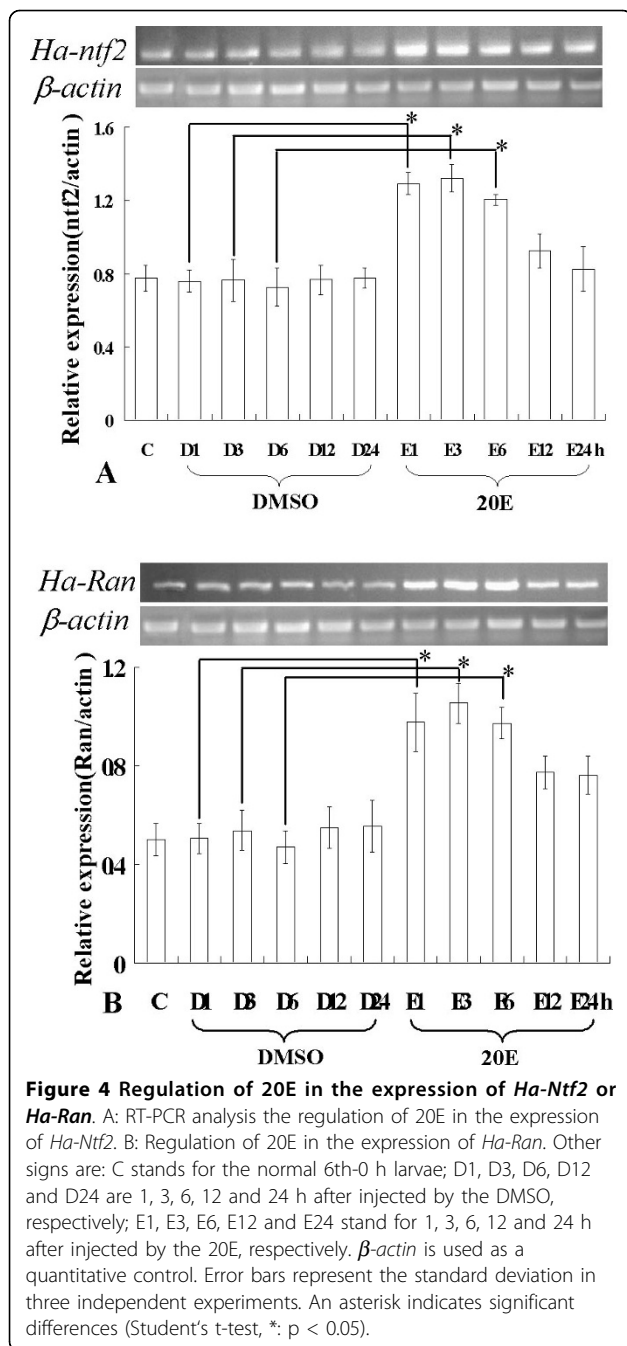 Ha-ntf2
β-actin
* * *
1.6
1.2
0.8
0.4
0
Relative expression(ntf2/actin)
C D1 D3 D6 D12 D24 E1 E3 E6 E12 E24 h
A
DMSO 20E
Ha-Ran
β-actin
* * *
1.2
0.8
0.4
0
Relative expression(Ran/actin )
B C D1 D3 D6 D12 D24 E1 E3 E6 E12 E24 h
DMSO 20E
Figure 4 Regulation of 20E in the expression of Ha-Ntf2 or
Ha-Ran. A: RT-PCR analysis the regulation of 20E in the expression
of Ha-Ntf2. B: Regulation of 20E in the expression of Ha-Ran. Other
signs are: C stands for the normal 6th-0 h larvae; D1, D3, D6, D12
and D24 are 1, 3, 6, 12 and 24 h after injected by the DMSO,
respectively; E1, E3, E6, E12 and E24 stand for 1, 3, 6, 12 and 24 h
after injected by the 20E, respectively. β-actin is used as a
quantitative control. Error bars represent the standard deviation in
three independent experiments. An asterisk indicates significant
differences (Student's t-test, *: p < 0.05).